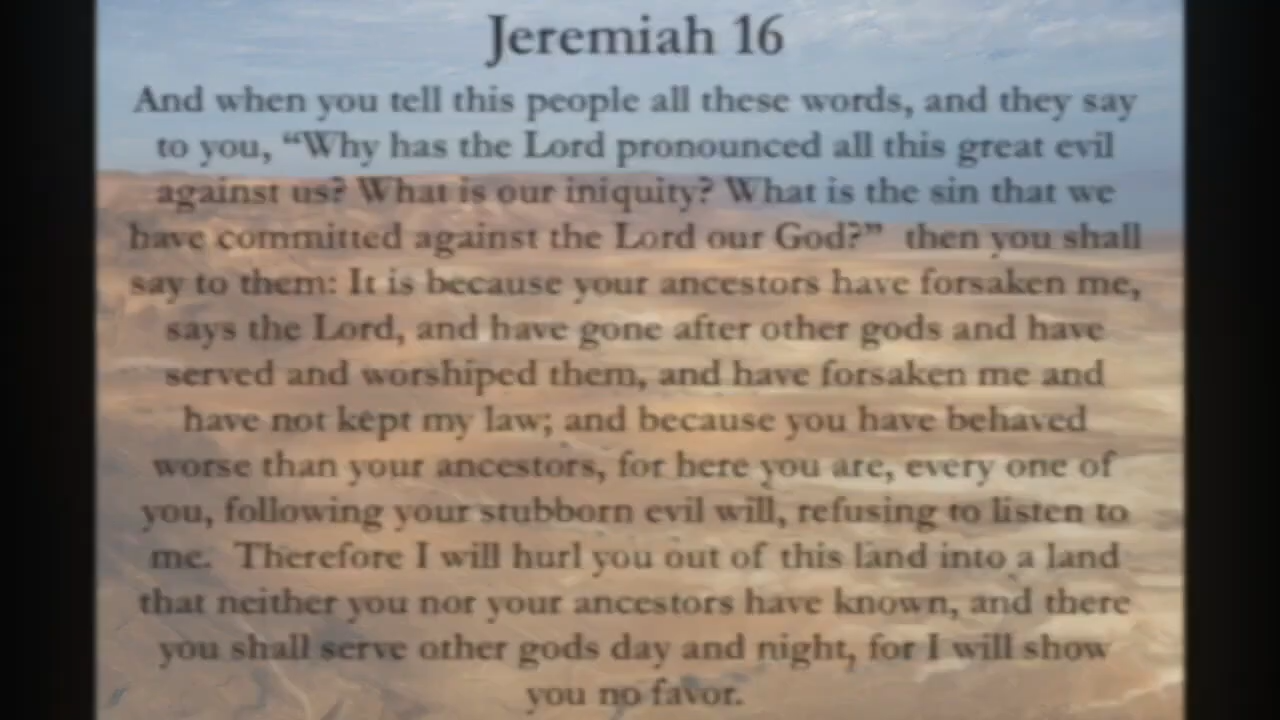 Jeremiah 16
And when you tell this people all these words, and they say
to you, “Why has the Lord pronounced all this great evil
against us? What is our iniquity? What is the sin that we
have committed against the Lord our God?”  then you shall
say to them: It is because your ancestors have forsaken me,
says the Lord, and have gone after other gods and have
served and worshiped them, and have forsaken me and
have not kept my law; and because you have behaved
worse than your ancestors, for here you are, every one of
you, following your stubborn evil will, refusing to listen to
me.  Therefore I will hurl you out of this land into a land
that neither you nor your ancestors have known, and there
you shall serve other gods day and night, for I will show
you no favor.